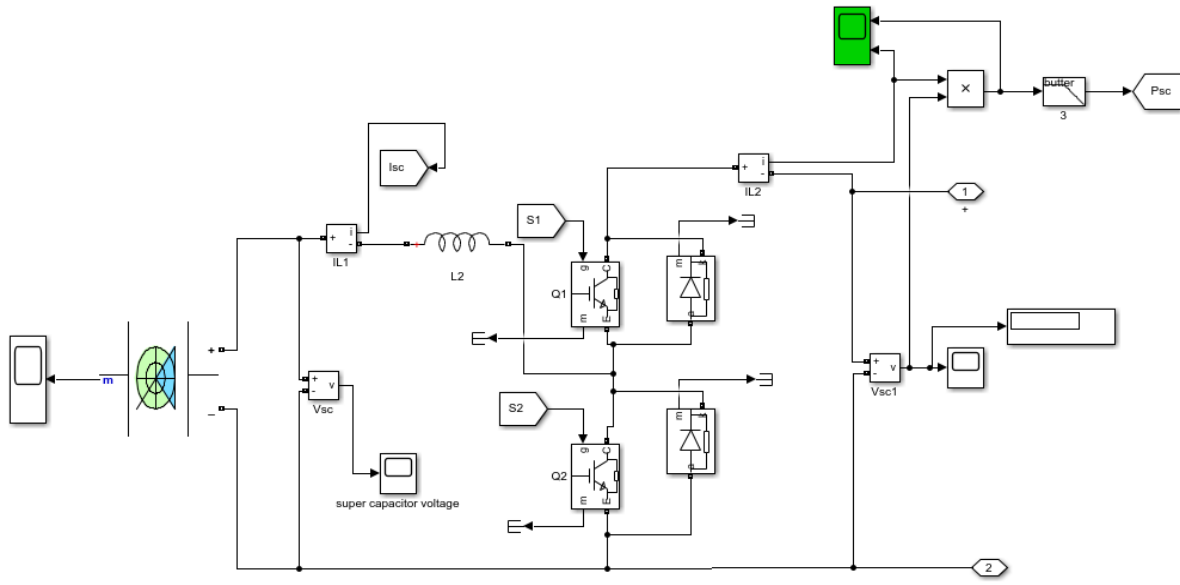 butter
3
×
Psc
Isc
+
i
-
IL2
1
+
S1
+
i
-
IL1
L2
g
C
Q1
m
E
m
k
a
+
m
–
+
-
v
Vsc
S2
g
C
Q2
m
E
m
k
a
+
-
v
Vsc1
super capacitor voltage
2